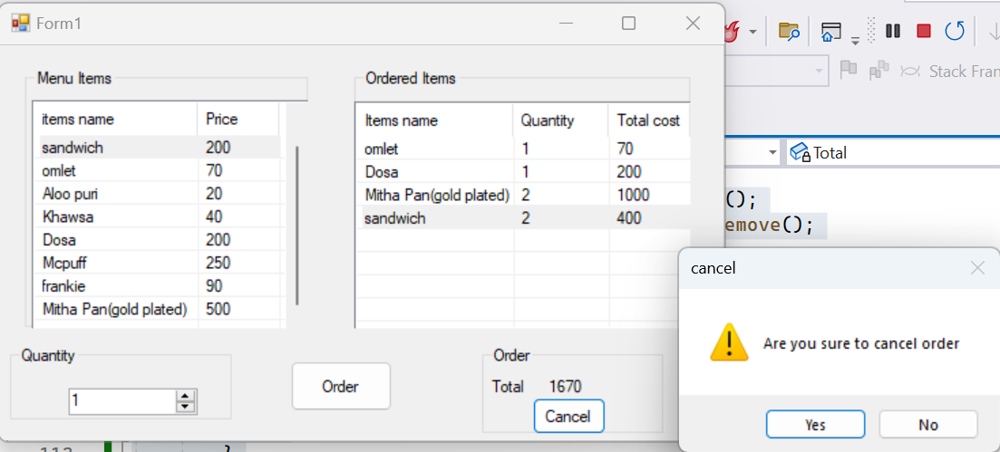 Form1
Menu Items
items name Price
sandwich 200
omlet 70
Aloo puri 20
Khawsa 40
Dosa 200
Mcpuff 250
frankie 90
Mitha Pan(gold plated) 500
Ordered Items
Items name Quantity Total cost
omlet 1 70
Dosa 1 200
Mitha Pan(gold plated) 2 1000
sandwich 2 400
Quantity
1
Order
Order
Total 1670
Cancel
Stack Fran
Total
();
emove();
cancel
Are you sure to cancel order
Yes No